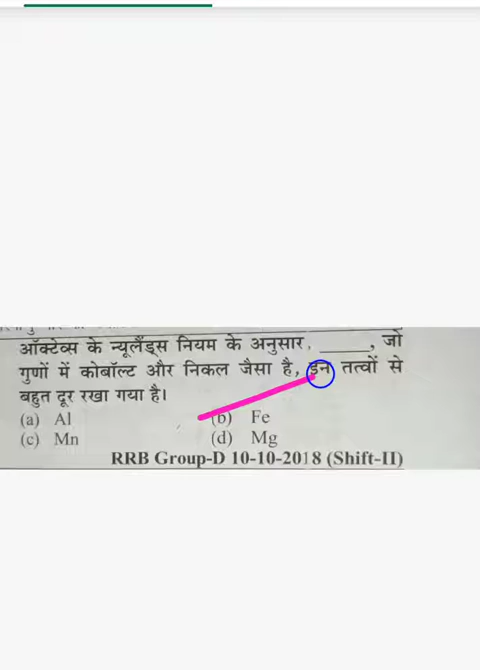 ऑक्टेव्स के न्यूलैंड्स नियम के अनुसार, _____, जो
गुणों में कोबॉल्ट और निकल जैसा है, इन तत्वों से
बहुत दूर रखा गया है।
(a) Al (b) Fe
(c) Mn (d) Mg
RRB Group-D 10-10-2018 (Shift-II)